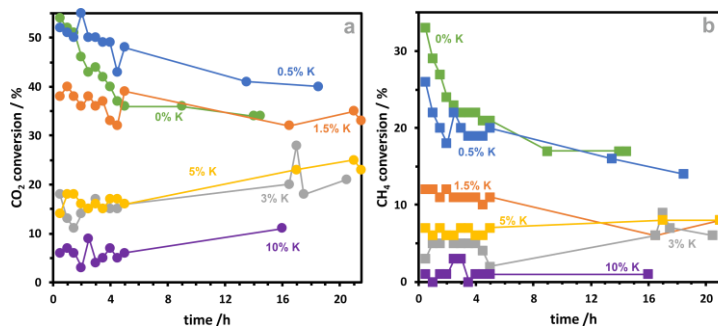 a
60
50
40
30
20
10
0
CO₂ conversion / %
0.5% K
0% K
1.5% K
5% K
3% K
10% K
0 4 8 12 16 20
time /h
b
30
20
10
0
CH₄ conversion / %
0% K
0.5% K
1.5% K
5% K
3% K
10% K
0 4 8 12 16 20
time /h